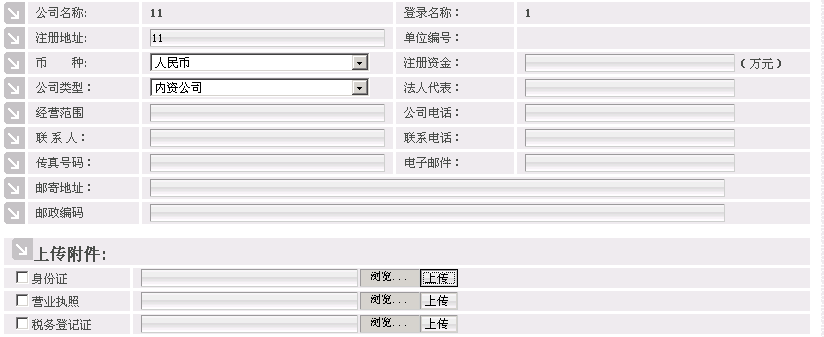 公司名称: 11 登录名称： 1
注册地址: 11 单位编号：
币 种: 人民币 注册资金： （万元）
公司类型： 内资公司 法人代表：
经营范围 公司电话：
联 系 人： 联系电话：
传真号码： 电子邮件：
邮寄地址：
邮政编码
上传附件:
身份证 浏览... 上传
营业执照 浏览... 上传
税务登记证 浏览... 上传